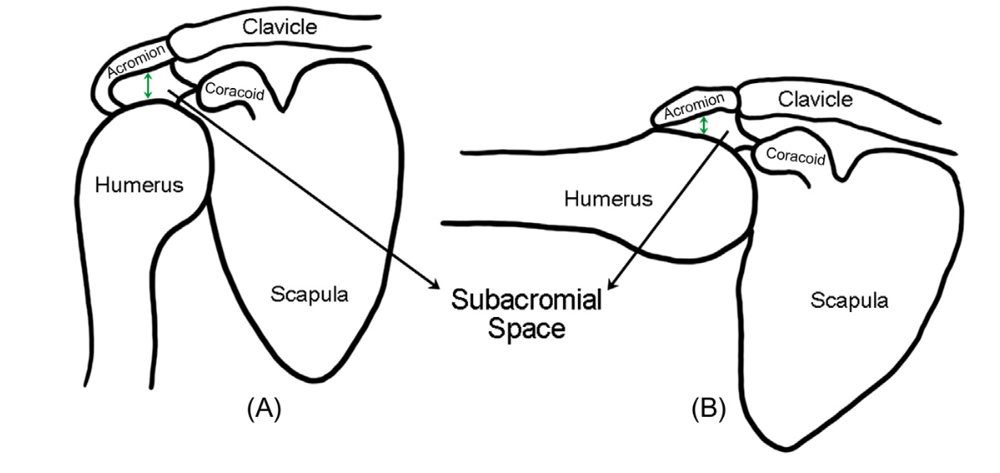 Clavicle
Acromion
Coracoid
Humerus
Scapula
(A)
Subacromial
Space
Clavicle
Acromion
Coracoid
Humerus
Scapula
(B)